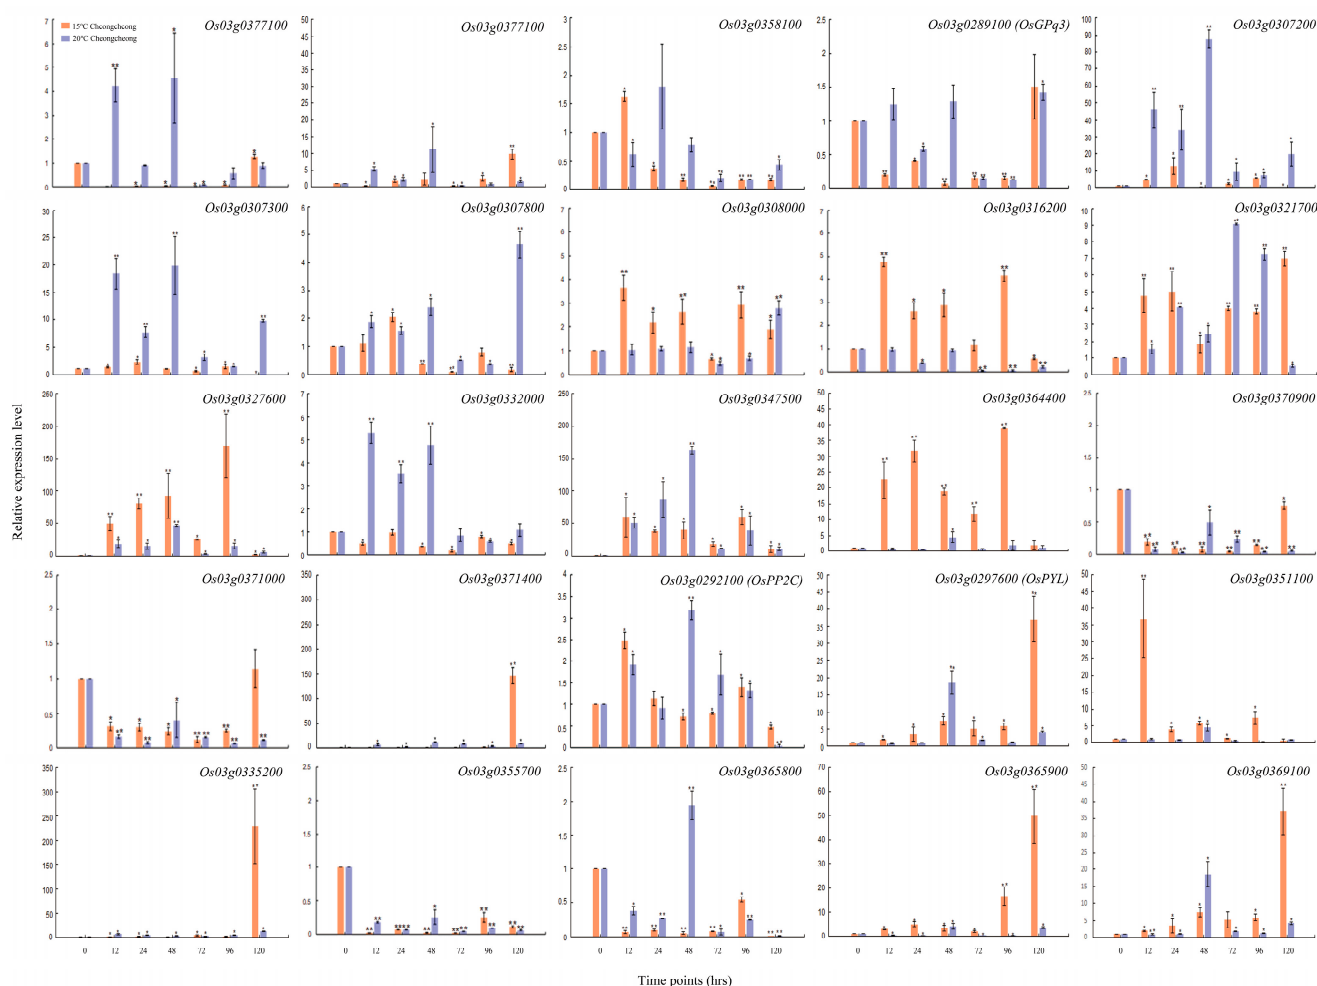 Os03g0377100
15°C Cheongcheong
20°C Cheongcheong
Os03g0377100
Os03g0358100
Os03g0289100 (OsGPq3)
Os03g0307200
Os03g0307300
Os03g0307800
Os03g0308000
Os03g0316200
Os03g0321700
Os03g0327600
Os03g0332000
Os03g0347500
Os03g0364400
Os03g0370900
Os03g0371000
Os03g0371400
Os03g0292100 (OsPP2C)
Os03g0297600 (OsPYL)
Os03g0351100
Os03g0335200
Os03g0355700
Os03g0365800
Os03g0365900
Os03g0369100
Relative expression level
0 12 24 48 72 96 120
0 12 24 48 72 96 120
0 12 24 48 72 96 120
0 12 24 48 72 96 120
0 12 24 48 72 96 120
Time points (hrs)